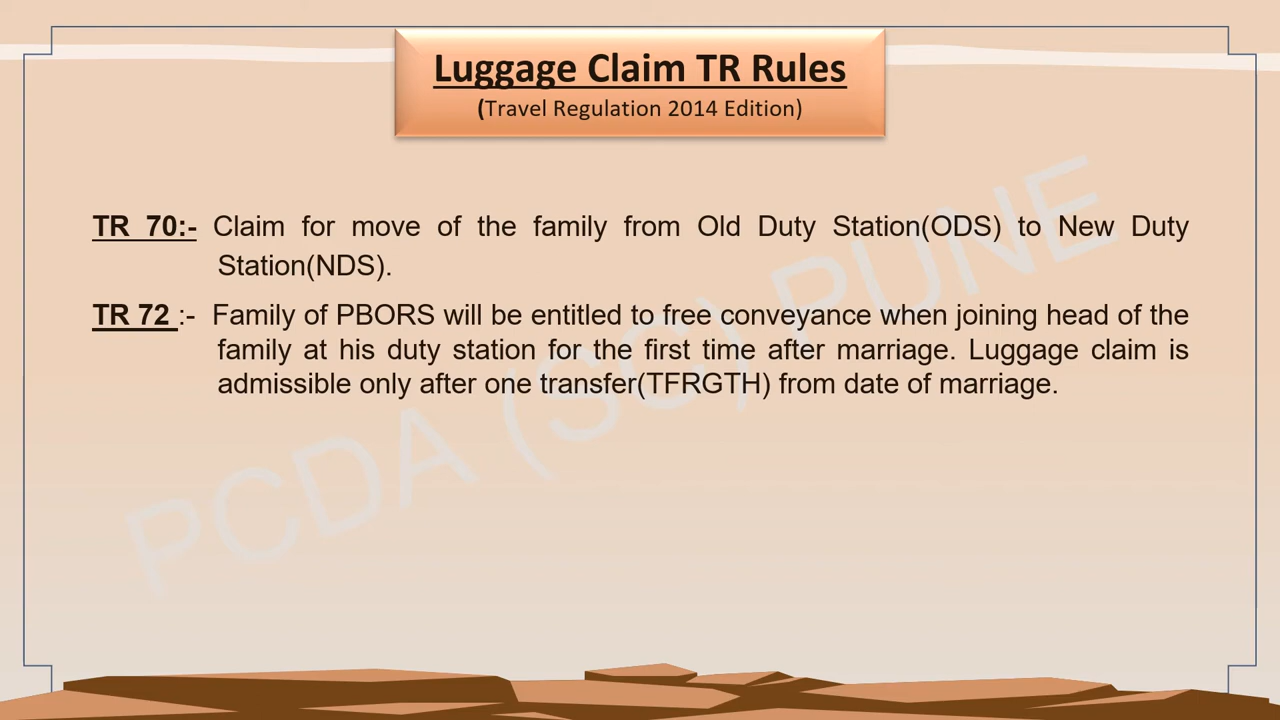 Luggage Claim TR Rules
(Travel Regulation 2014 Edition)
TR 70:- Claim for move of the family from Old Duty Station(ODS) to New Duty
Station(NDS).
TR 72 :- Family of PBORS will be entitled to free conveyance when joining head of the
family at his duty station for the first time after marriage. Luggage claim is
admissible only after one transfer(TFRGTH) from date of marriage.
PCDA (SC) PUNE